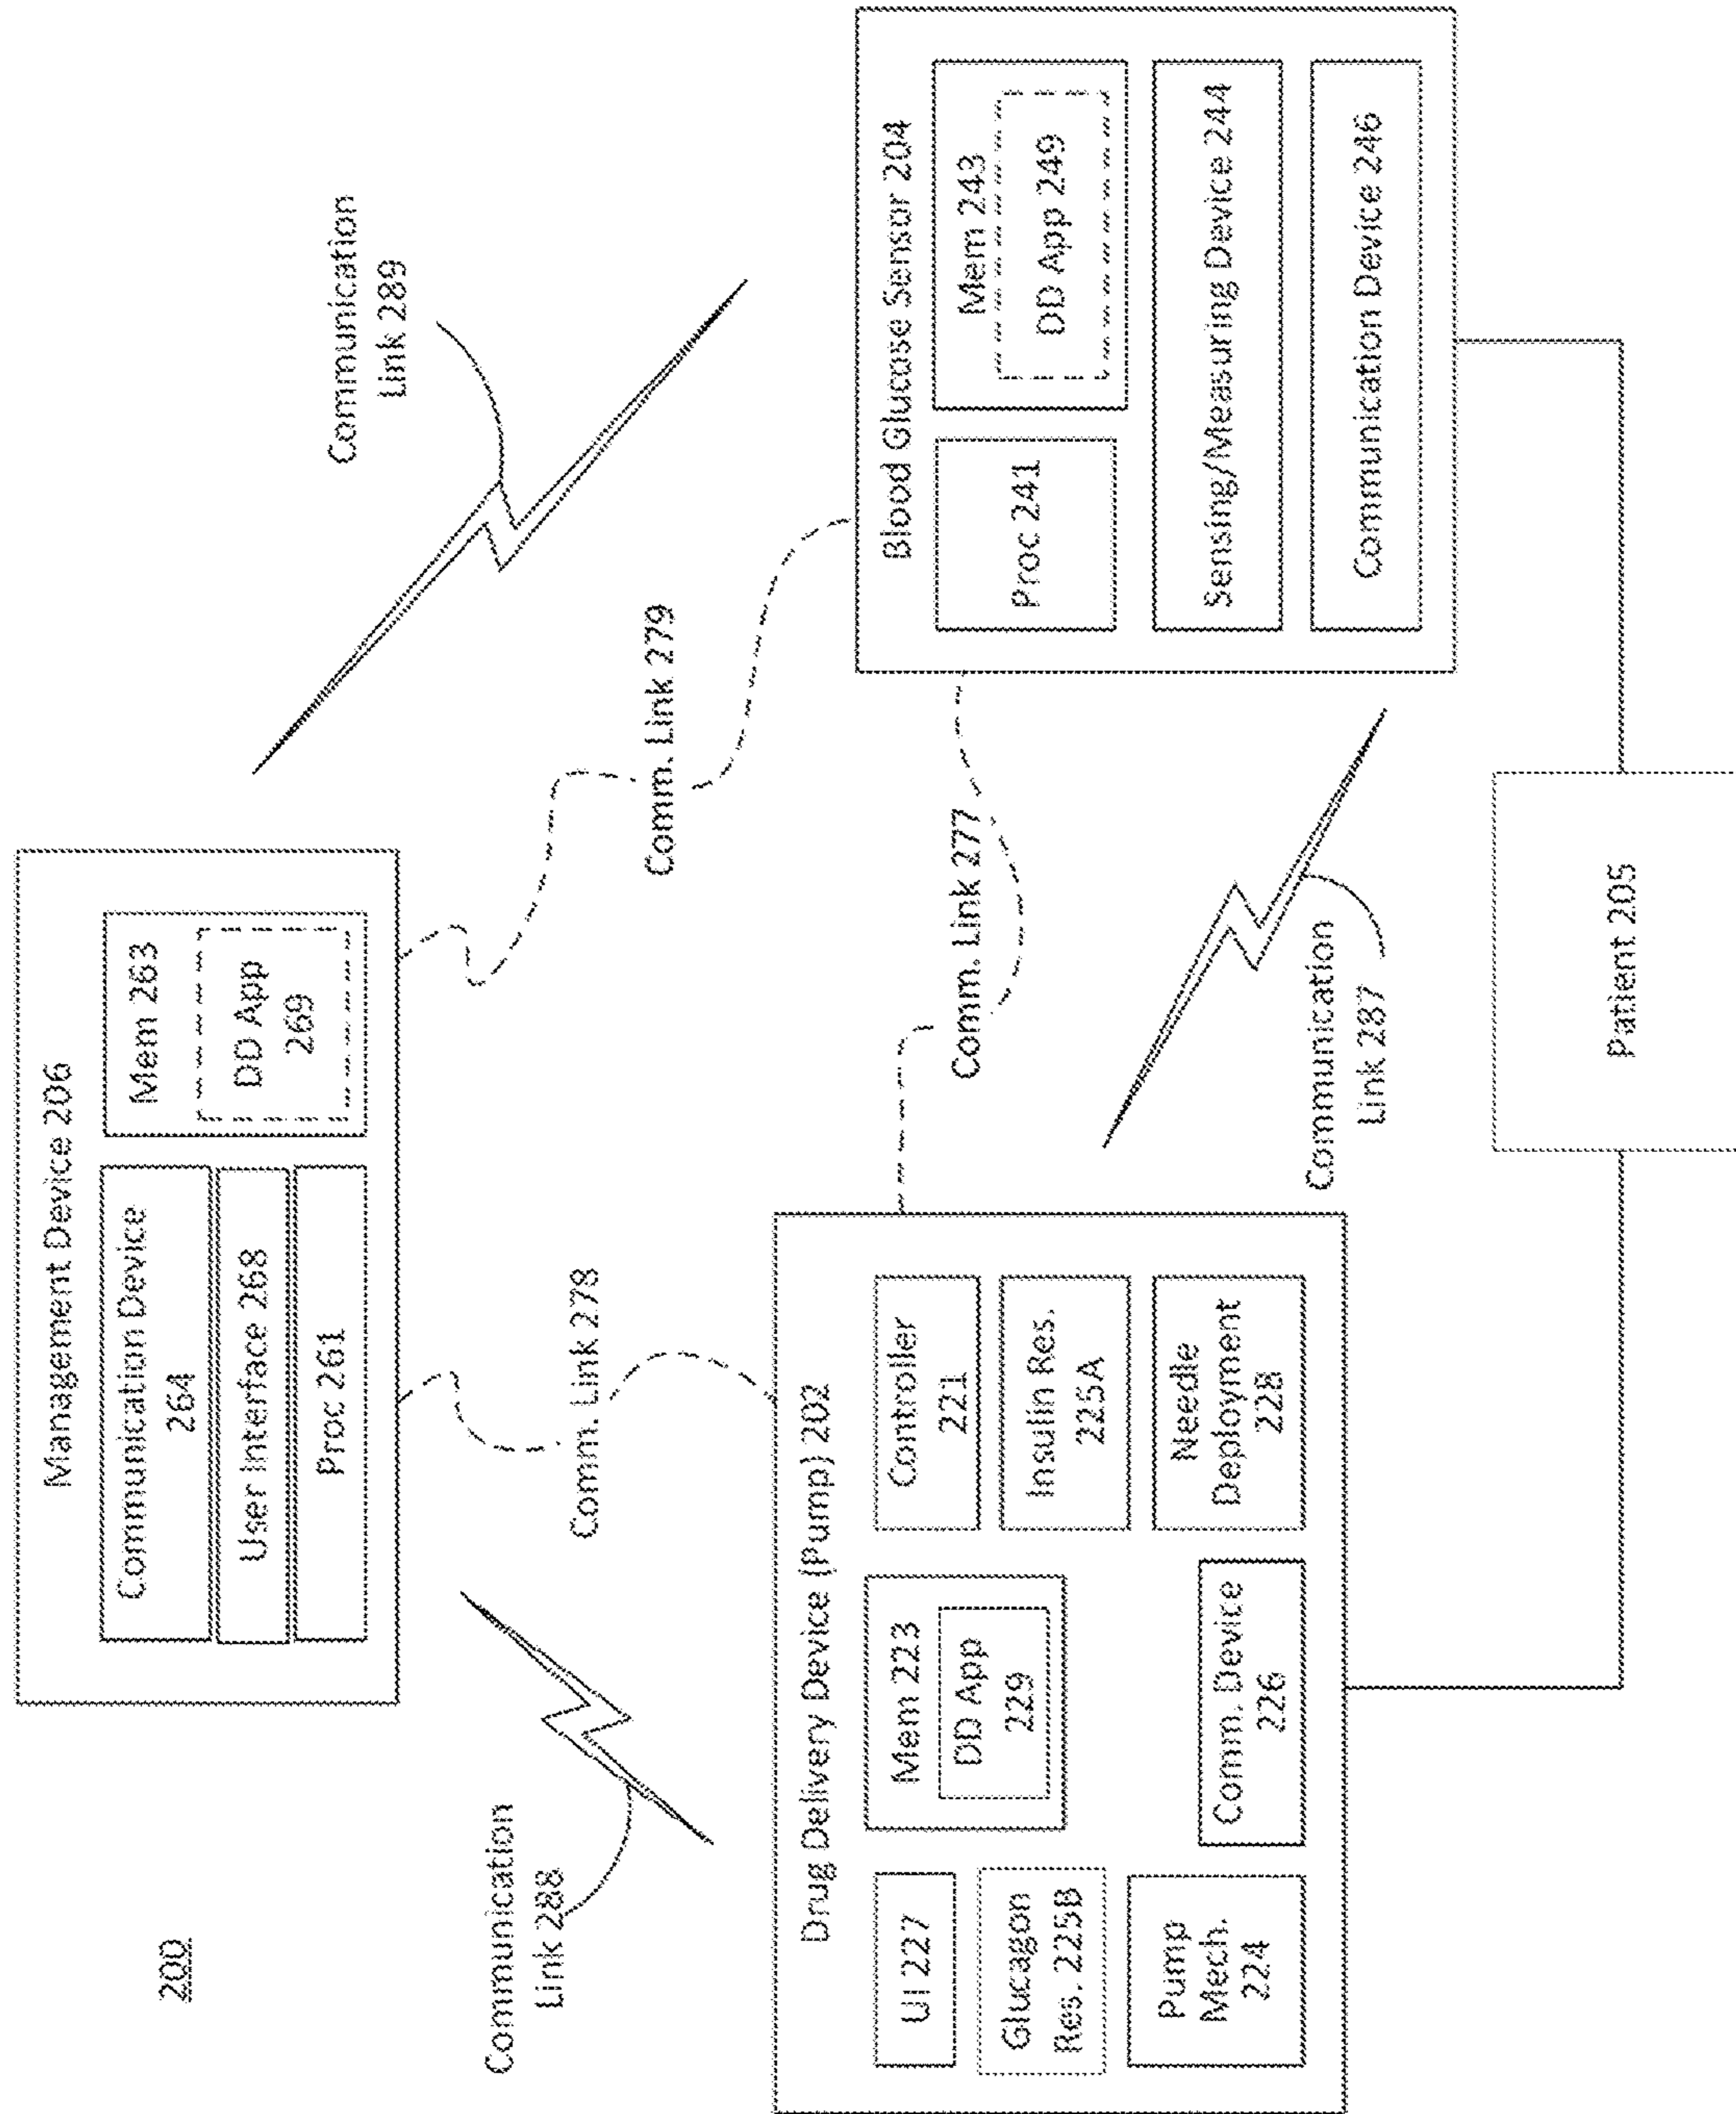 200
Management Device 206
Communication Device
264
User Interface 268
Proc 261
Mem 263
DD App
269
Communication
Link 288
Comm. Link 278
Comm. Link 279
Communication
Link 289
Drug Delivery Device (Pump) 202
UI 227
Glucagon
Res. 225B
Pump
Mech.
224
Mem 223
DD App
229
Comm. Device
226
Controller
221
Insulin Res.
225A
Needle
Deployment
228
Comm. Link 277
Communication
Link 287
Blood Glucose Sensor 204
Proc 241
Mem 243
DD App 249
Sensing/Measuring Device 244
Communication Device 246
Patient 205